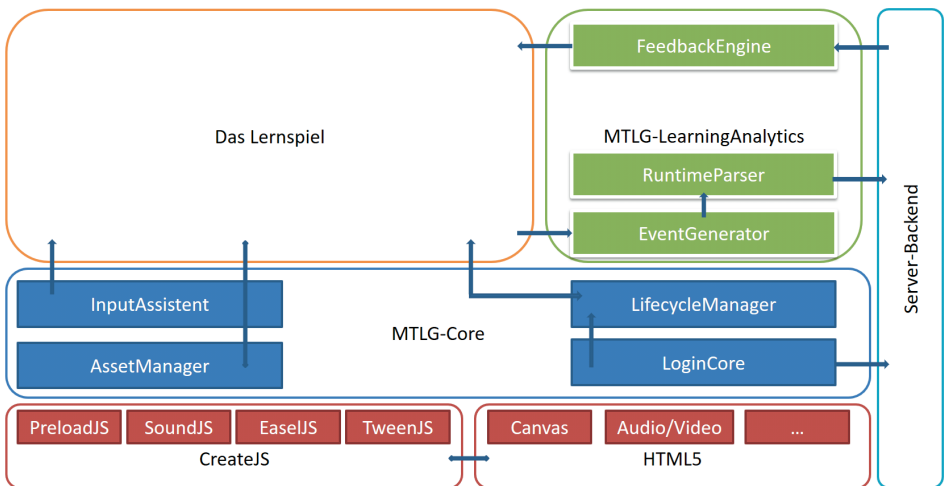 FeedbackEngine
Das Lernspiel
MTLG-LearningAnalytics
RuntimeParser
EventGenerator
Server-Backend
InputAssistent
LifecycleManager
MTLG-Core
AssetManager
LoginCore
PreloadJS
SoundJS
EaselJS
TweenJS
Canvas
Audio/Video
...
CreateJS
HTML5